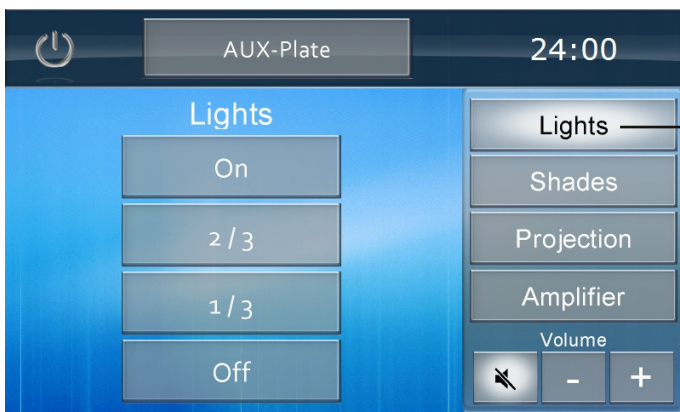 AUX-Plate
24:00
Lights
On
2/3
1/3
Off
Lights
Shades
Projection
Amplifier
Volume
- +